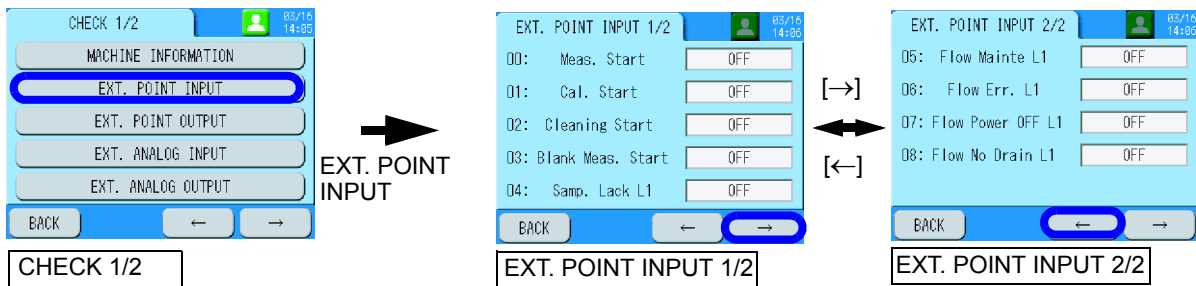 CHECK 1/2
03/16
14:05
MACHINE INFORMATION
EXT. POINT INPUT
EXT. POINT OUTPUT
EXT. ANALOG INPUT
EXT. ANALOG OUTPUT
BACK ← →
CHECK 1/2
EXT. POINT
INPUT
EXT. POINT INPUT 1/2
03/16
14:06
00: Meas. Start OFF
01: Cal. Start OFF
02: Cleaning Start OFF
03: Blank Meas. Start OFF
04: Samp. Lack L1 OFF
BACK ← →
EXT. POINT INPUT 1/2
[→]
[←]
EXT. POINT INPUT 2/2
03/16
14:06
05: Flow Mainte L1 OFF
06: Flow Err. L1 OFF
07: Flow Power OFF L1 OFF
08: Flow No Drain L1 OFF
BACK ← →
EXT. POINT INPUT 2/2